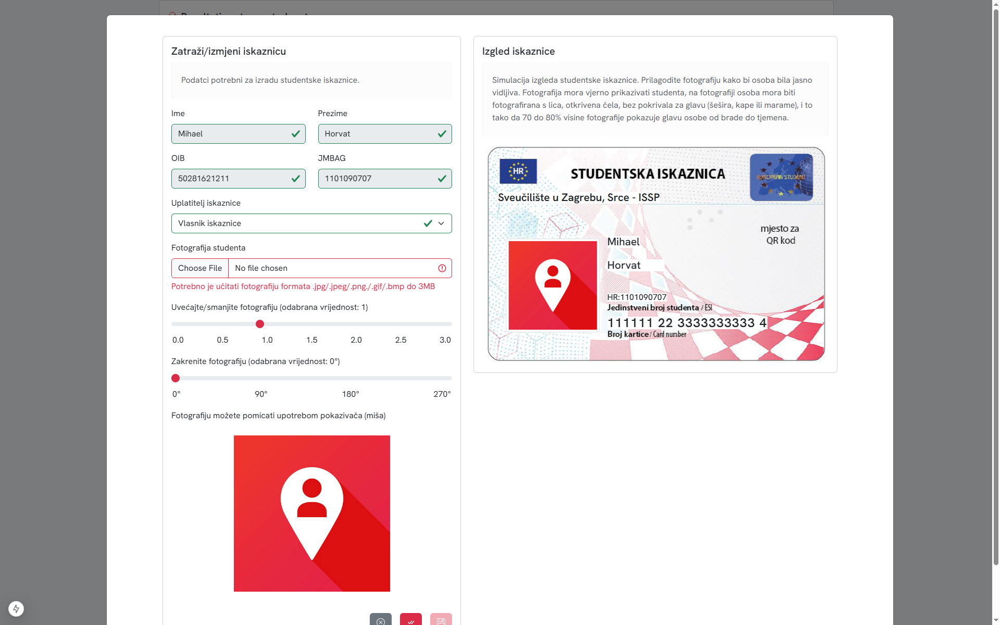 Zatraži/izmjeni iskaznicu
Podatci potrebni za izradu studentske iskaznice.
Ime
Prezime
Mihael
Horvat
OIB
JMBAG
50281621211
1101090707
Uplatitelj iskaznice
Vlasnik iskaznice
Fotografija studenta
Choose File No file chosen
Potrebno je učitati fotografiju formata .jpg/.jpeg/.png./.gif/.bmp do 3MB
Uvećajte/smanjite fotografiju (odabrana vrijednost: 1)
0.0 0.5 1.0 1.5 2.0 2.5 3.0
Zakrenite fotografiju (odabrana vrijednost: 0°)
0° 90° 180° 270°
Fotografiju možete pomicati upotrebom pokazivača (miša)
Izgled iskaznice
Simulacija izgleda studentske iskaznice. Prilagodite fotografiju kako bi osoba bila jasno
vidljiva. Fotografija mora vjerno prikazivati studenta, na fotografiji osoba mora biti
fotografirana s lica, otkrivena čela, bez pokrivala za glavu (šešira, kape ili marame), i to
tako da 70 do 80% visine fotografije pokazuje glavu osobe od brade do tjemena.
HR
STUDENTSKA ISKAZNICA
EUROPEAN STUDENT
Sveučilište u Zagrebu, Srce - ISSP
mjesto za
QR kod
Mihael
Horvat
HR:1101090707
Jedinstveni broj studenta / ESI
111111 22 3333333333 4
Broj kartice / Card number